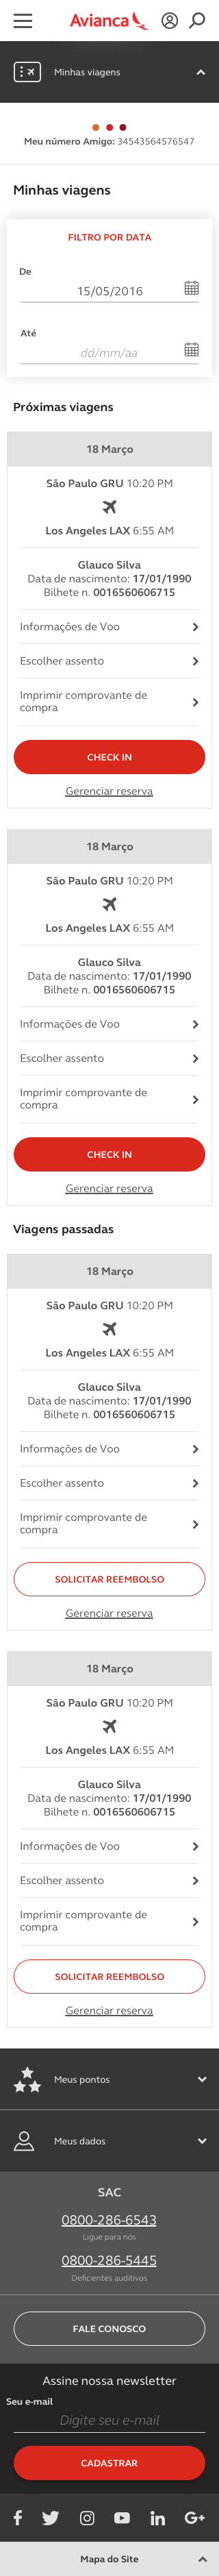 Avianca
Minhas viagens
Meu número Amigo: 34543564576547
Minhas viagens
FILTRO POR DATA
De
15/05/2016
Até
dd/mm/aa
Próximas viagens
18 Março
São Paulo GRU 10:20 PM
Los Angeles LAX 6:55 AM
Glauco Silva
Data de nascimento: 17/01/1990
Bilhete n. 0016560606715
Informações de Voo
Escolher assento
Imprimir comprovante de
compra
CHECK IN
Gerenciar reserva
18 Março
São Paulo GRU 10:20 PM
Los Angeles LAX 6:55 AM
Glauco Silva
Data de nascimento: 17/01/1990
Bilhete n. 0016560606715
Informações de Voo
Escolher assento
Imprimir comprovante de
compra
CHECK IN
Gerenciar reserva
Viagens passadas
18 Março
São Paulo GRU 10:20 PM
Los Angeles LAX 6:55 AM
Glauco Silva
Data de nascimento: 17/01/1990
Bilhete n. 0016560606715
Informações de Voo
Escolher assento
Imprimir comprovante de
compra
SOLICITAR REEMBOLSO
Gerenciar reserva
18 Março
São Paulo GRU 10:20 PM
Los Angeles LAX 6:55 AM
Glauco Silva
Data de nascimento: 17/01/1990
Bilhete n. 0016560606715
Informações de Voo
Escolher assento
Imprimir comprovante de
compra
SOLICITAR REEMBOLSO
Gerenciar reserva
Meus pontos
Meus dados
SAC
0800-286-6543
Ligue para nós
0800-286-5445
Deficientes auditivos
FALE CONOSCO
Assine nossa newsletter
Seu e-mail
Digite seu e-mail
CADASTRAR
Mapa do Site